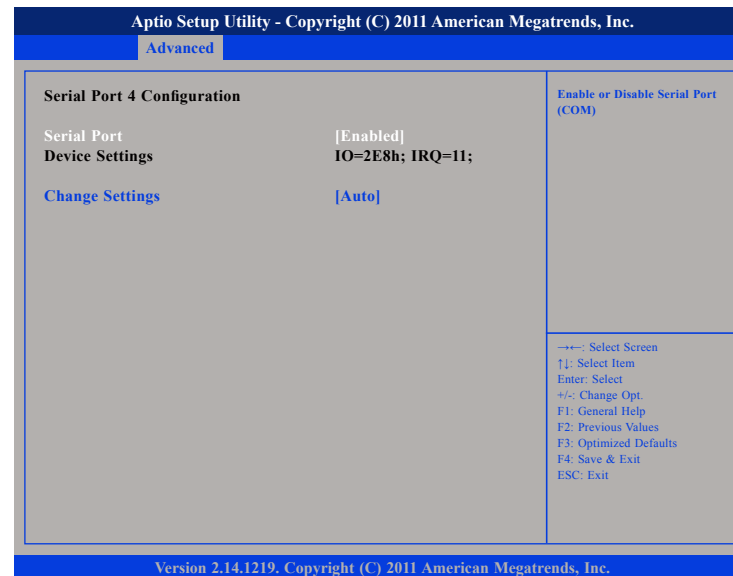 Aptio Setup Utility - Copyright (C) 2011 American Megatrends, Inc.
Advanced
Serial Port 4 Configuration
Serial Port [Enabled]
Device Settings IO=2E8h; IRQ=11;
Change Settings [Auto]
Enable or Disable Serial Port
(COM)
→←: Select Screen
↑↓: Select Item
Enter: Select
+/-: Change Opt.
F1: General Help
F2: Previous Values
F3: Optimized Defaults
F4: Save & Exit
ESC: Exit
Version 2.14.1219. Copyright (C) 2011 American Megatrends, Inc.